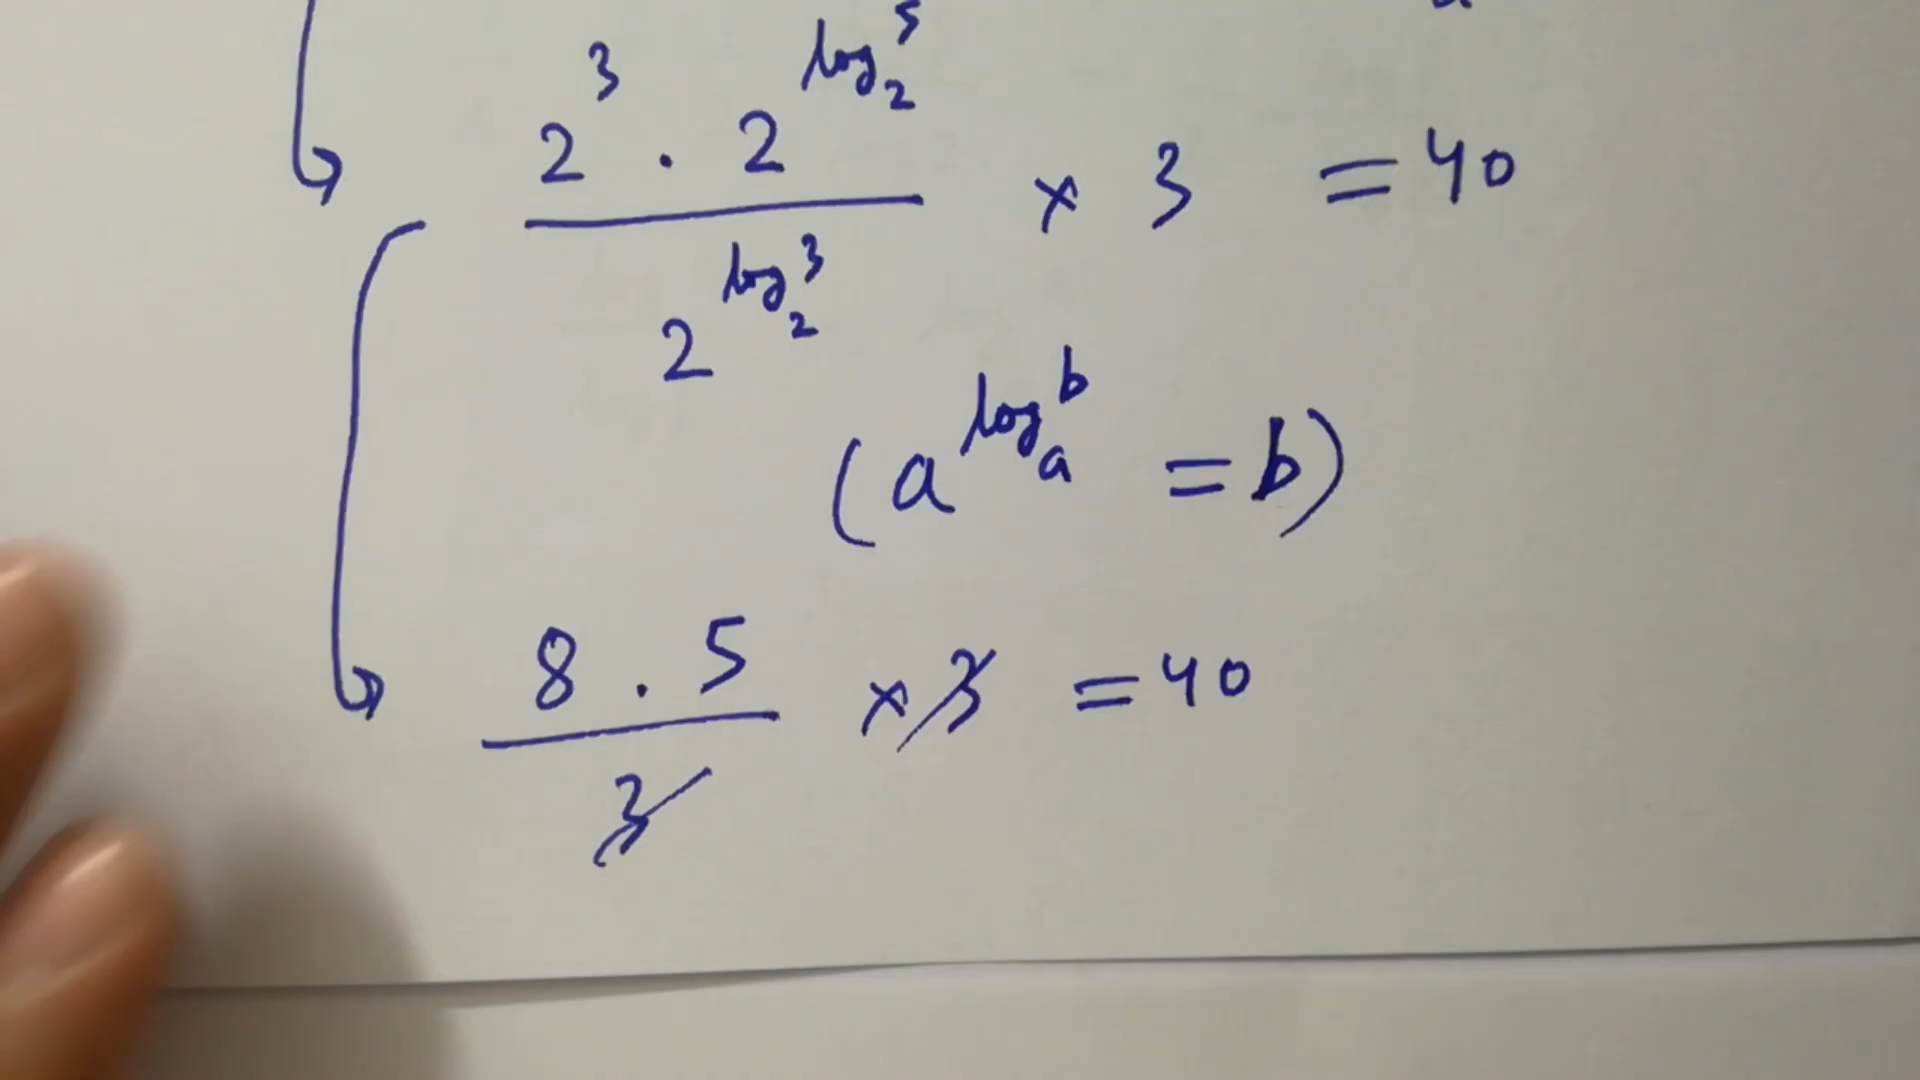 2^3 . 2^{log_2 5} / 2^{log_2 3} × 3 = 40
(a^{log_a b} = b)
8 . 5 / 3 × 3 = 40